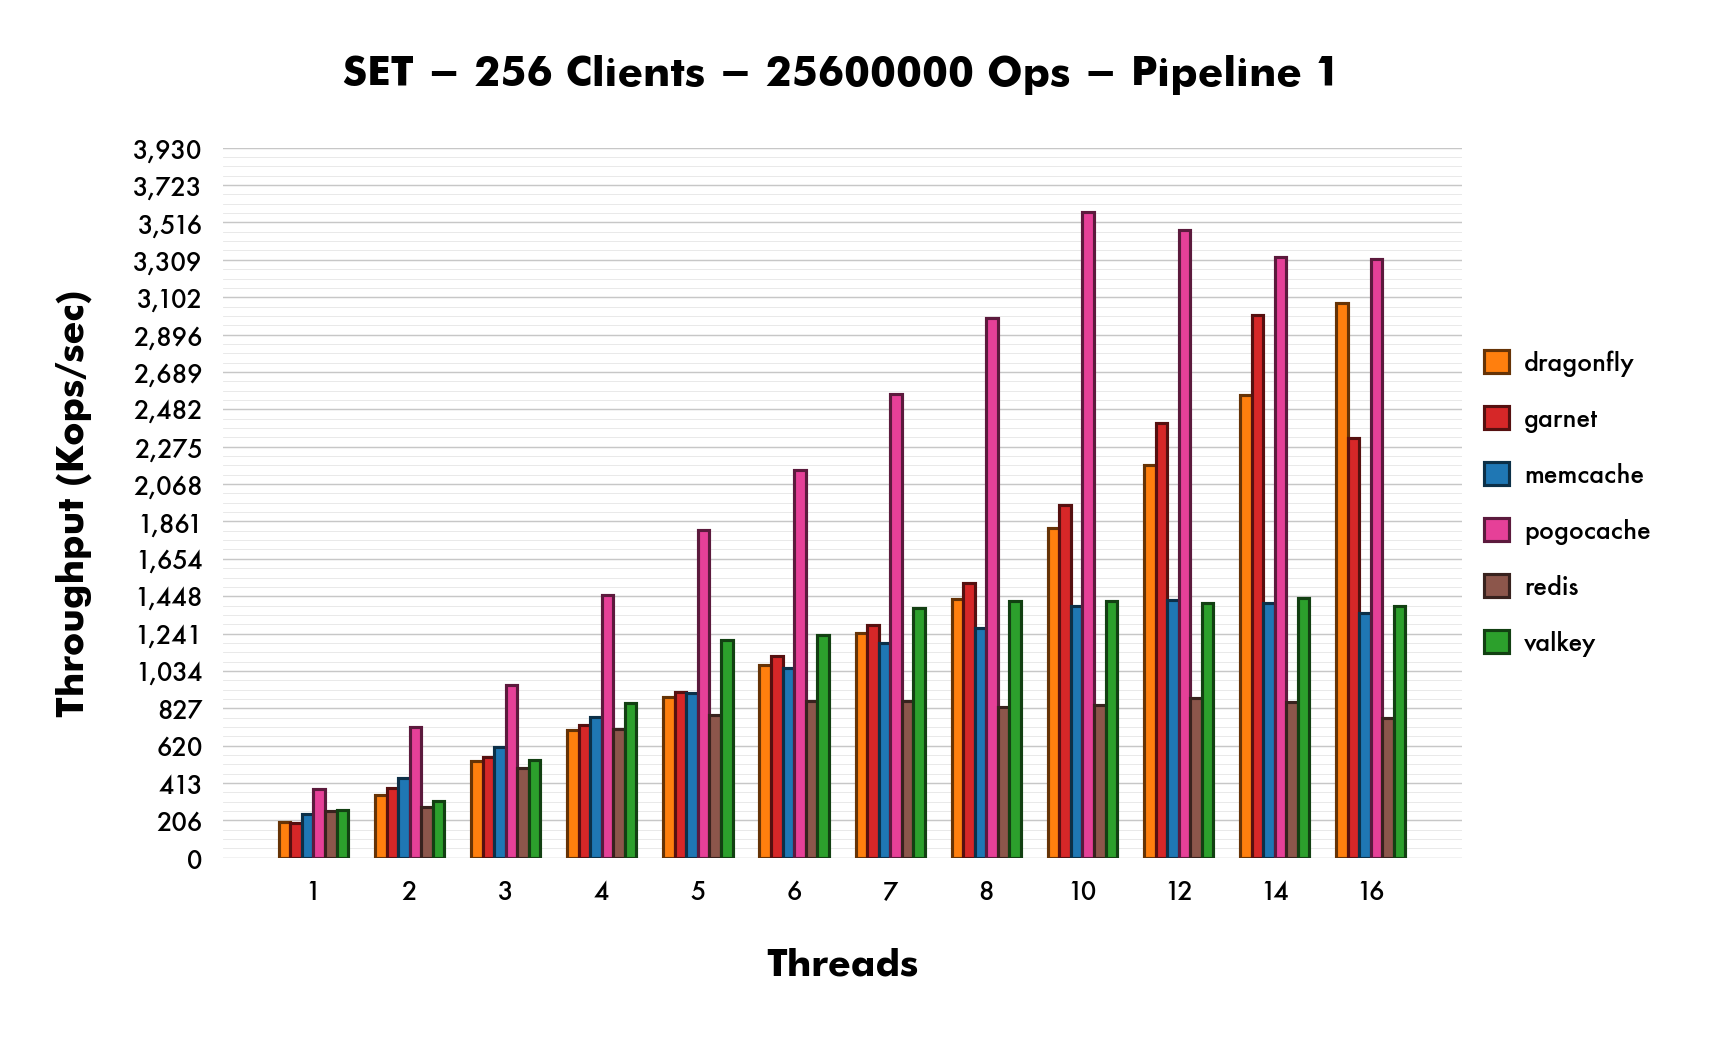 SET – 256 Clients – 25600000 Ops – Pipeline 1
Throughput (Kops/sec)
3,930
3,723
3,516
3,309
3,102
2,896
2,689
2,482
2,275
2,068
1,861
1,654
1,448
1,241
1,034
827
620
413
206
0
1 2 3 4 5 6 7 8 10 12 14 16
Threads
dragonfly
garnet
memcache
pogocache
redis
valkey